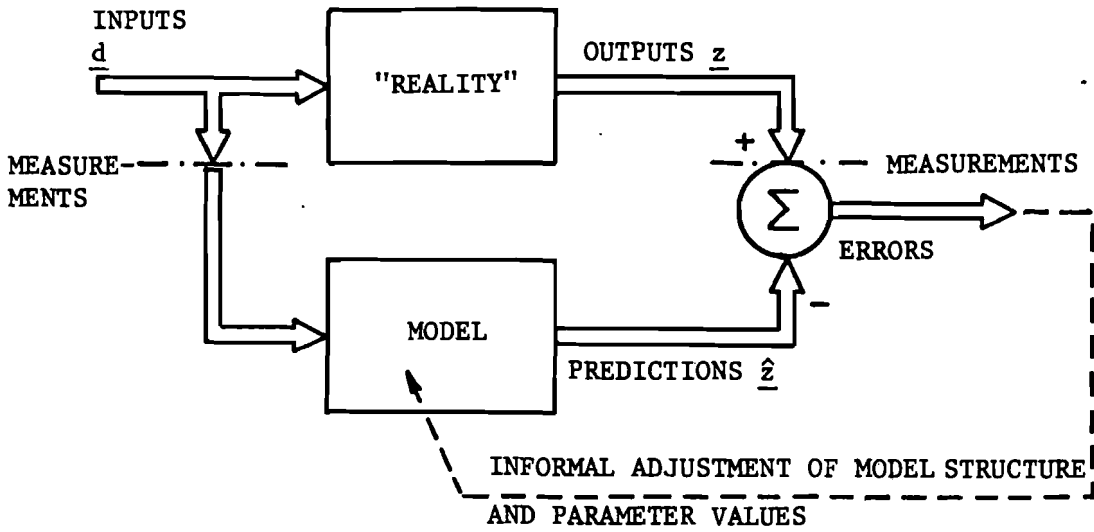 INPUTS
d
"REALITY"
OUTPUTS z
+
MEASURE-
MENTS
MEASUREMENTS
Σ
ERRORS
-
MODEL
PREDICTIONS ẑ
INFORMAL ADJUSTMENT OF MODEL STRUCTURE
AND PARAMETER VALUES